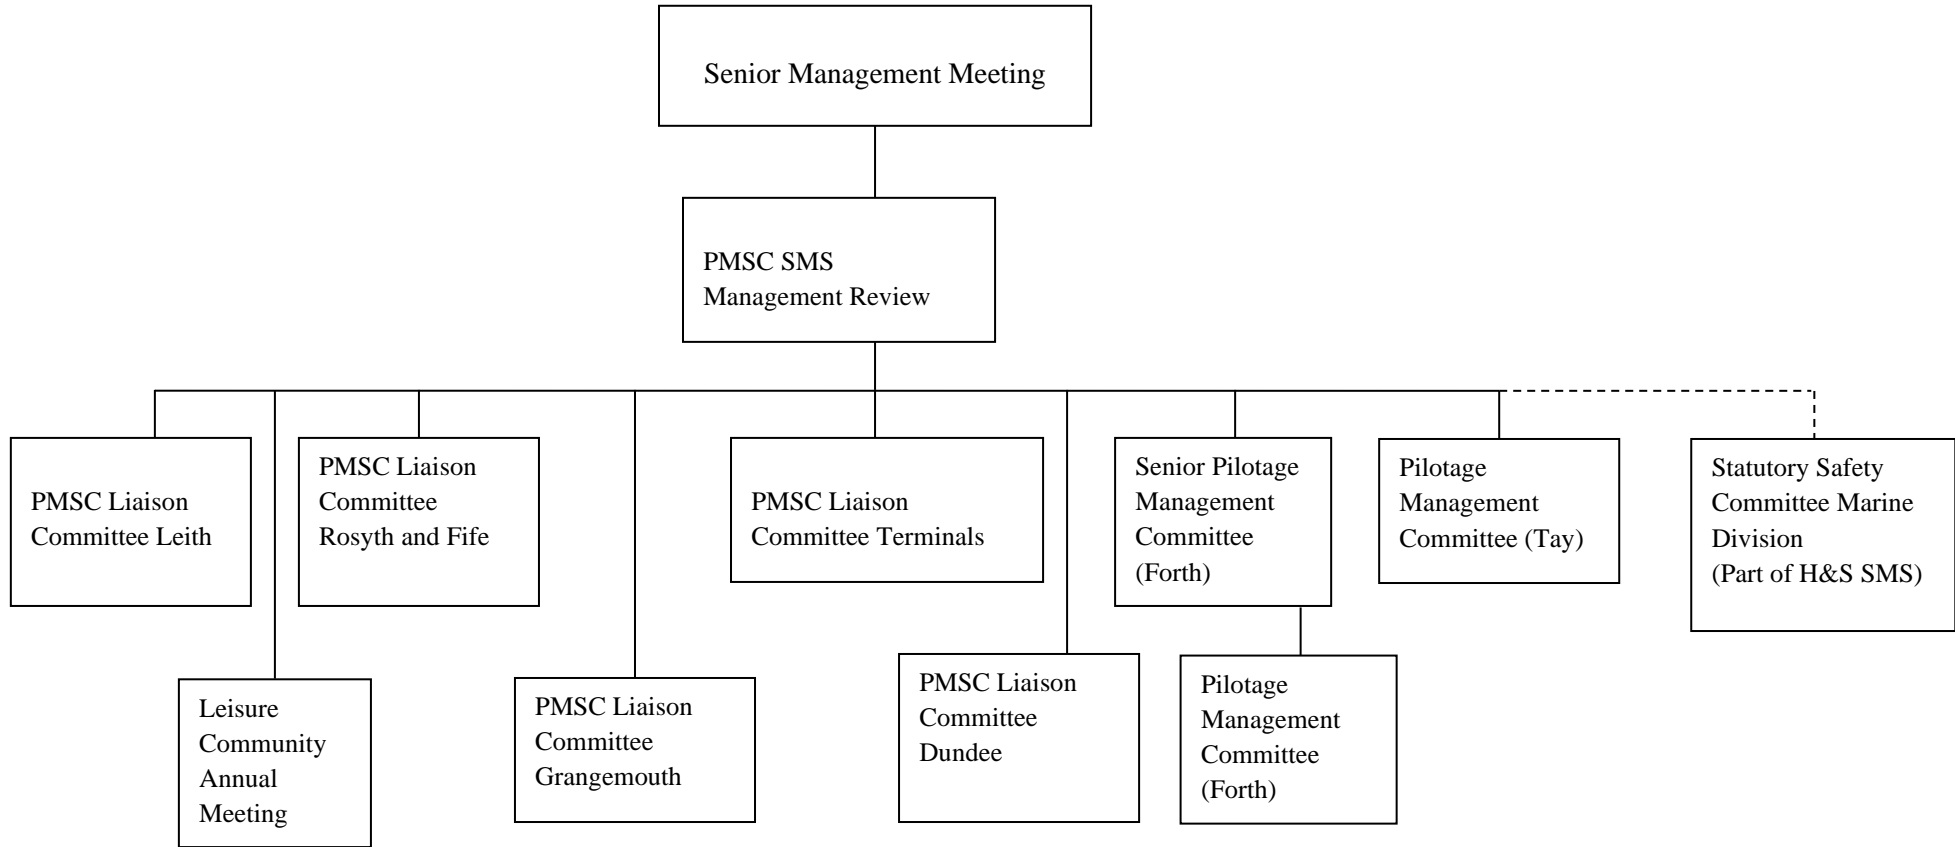 Senior Management Meeting
PMSC SMS
Management Review
PMSC Liaison
Committee Leith
PMSC Liaison
Committee
Rosyth and Fife
PMSC Liaison
Committee Terminals
Senior Pilotage
Management
Committee
(Forth)
Pilotage
Management
Committee (Tay)
Statutory Safety
Committee Marine
Division
(Part of H&S SMS)
Leisure
Community
Annual
Meeting
PMSC Liaison
Committee
Grangemouth
PMSC Liaison
Committee
Dundee
Pilotage
Management
Committee
(Forth)